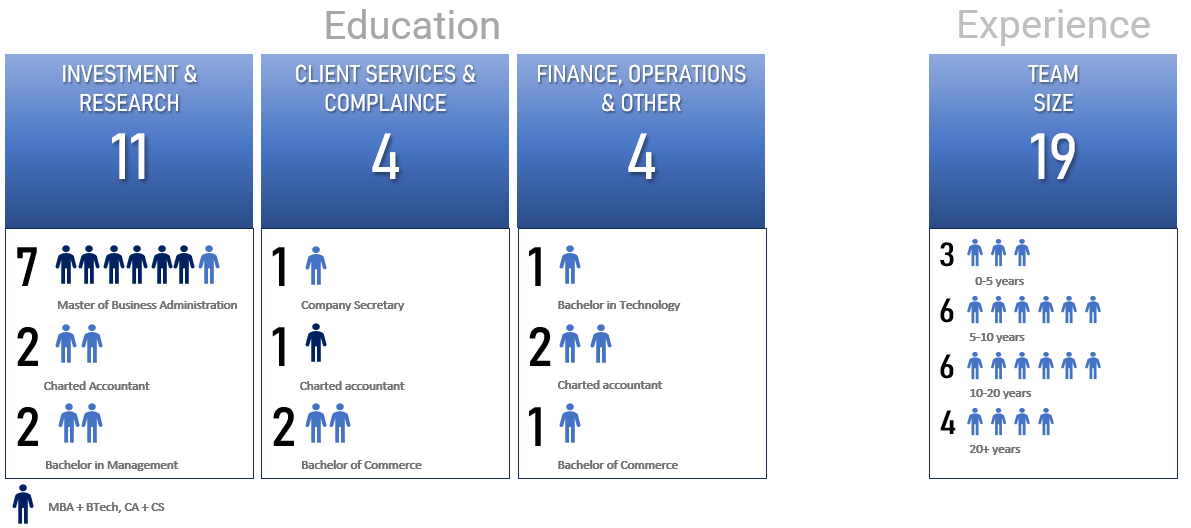 Education
Experience
INVESTMENT &
RESEARCH
11
7
Master of Business Administration
2
Charted Accountant
2
Bachelor in Management
CLIENT SERVICES &
COMPLAINCE
4
1
Company Secretary
1
Charted accountant
2
Bachelor of Commerce
FINANCE, OPERATIONS
& OTHER
4
1
Bachelor in Technology
2
Charted accountant
1
Bachelor of Commerce
TEAM
SIZE
19
3
0-5 years
6
5-10 years
6
10-20 years
4
20+ years
MBA + BTech, CA + CS